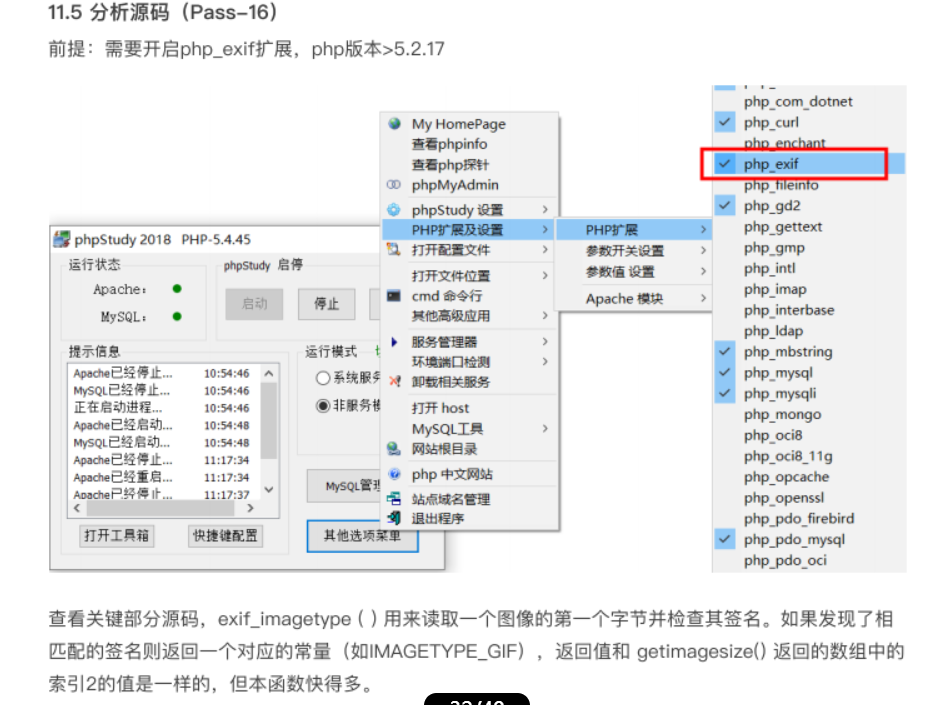 11.5 分析源码（Pass-16）
前提：需要开启php_exif扩展，php版本>5.2.17
phpStudy 2018 PHP-5.4.45
运行状态
Apache:
MySQL:
phpStudy 启停
启动
停止
提示信息
Apache已经停止... 10:54:46
MySQL已经停止... 10:54:46
正在启动进程... 10:54:46
Apache已经启动... 10:54:48
MySQL已经启动... 10:54:48
Apache已经停止... 11:17:34
Apache已经重启... 11:17:34
Apache已经停止... 11:17:37
打开工具箱
快捷键配置
运行模式
系统服务
非服务模
MySQL管理
其他选项菜单
My HomePage
查看phpinfo
查看php探针
phpMyAdmin
phpStudy 设置
PHP扩展及设置
打开配置文件
打开文件位置
cmd 命令行
其他高级应用
服务管理器
环境端口检测
卸载相关服务
打开 host
MySQL工具
网站根目录
php 中文网站
站点域名管理
退出程序
PHP扩展
参数开关设置
参数值 设置
Apache 模块
php_com_dotnet
php_curl
php_enchant
php_exif
php_fileinfo
php_gd2
php_gettext
php_gmp
php_intl
php_imap
php_interbase
php_ldap
php_mbstring
php_mysql
php_mysqli
php_mongo
php_oci8
php_oci8_11g
php_opcache
php_openssl
php_pdo_firebird
php_pdo_mysql
php_pdo_oci
查看关键部分源码，exif_imagetype ( ) 用来读取一个图像的第一个字节并检查其签名。如果发现了相
匹配的签名则返回一个对应的常量（如IMAGETYPE_GIF），返回值和 getimagesize() 返回的数组中的
索引2的值是一样的，但本函数快得多。